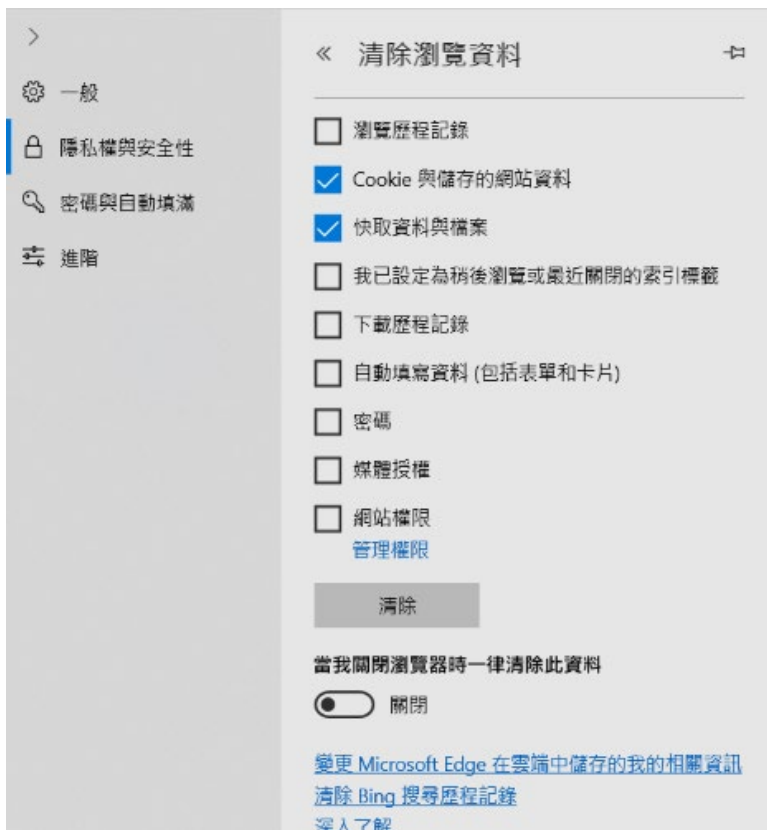 一般
隱私權與安全性
密碼與自動填滿
進階
清除瀏覽資料
瀏覽歷程記錄
Cookie 與儲存的網站資料
快取資料與檔案
我已設定為稍後瀏覽或最近關閉的索引標籤
下載歷程記錄
自動填寫資料 (包括表單和卡片)
密碼
媒體授權
網站權限
管理權限
清除
當我關閉瀏覽器時一律清除此資料
關閉
變更 Microsoft Edge 在雲端中儲存的我的相關資訊
清除 Bing 搜尋歷程記錄
深入了解